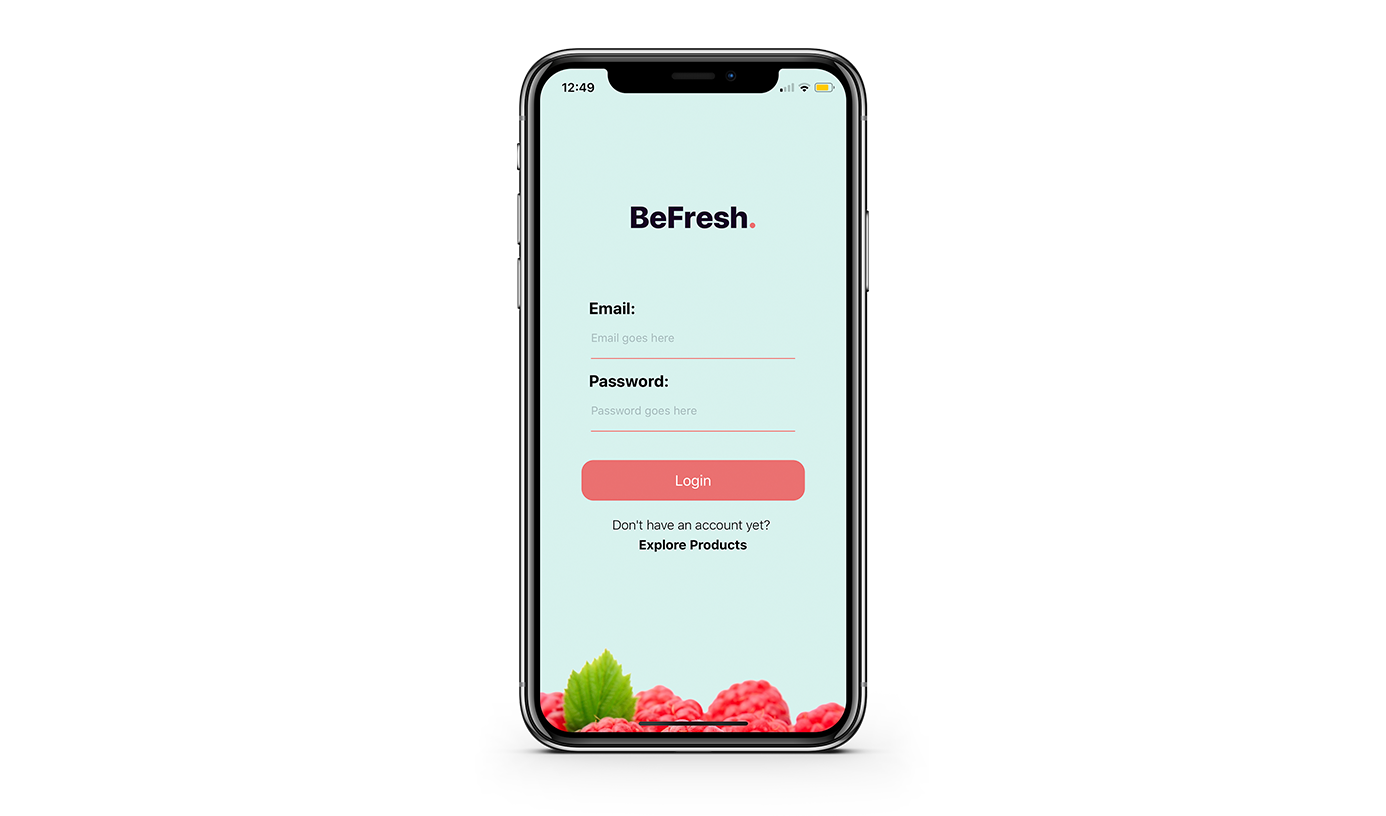 12:49
BeFresh.
Email:
Email goes here
Password:
Password goes here
Login
Don't have an account yet?
Explore Products